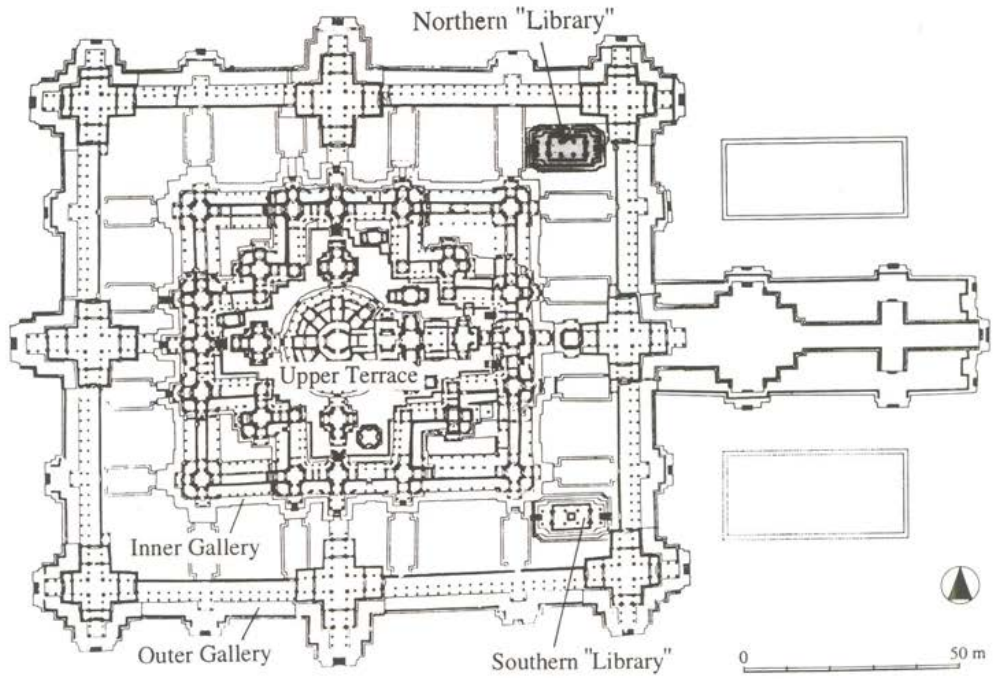 Northern "Library"
Upper Terrace
Inner Gallery
Outer Gallery
Southern "Library"
0 50 m